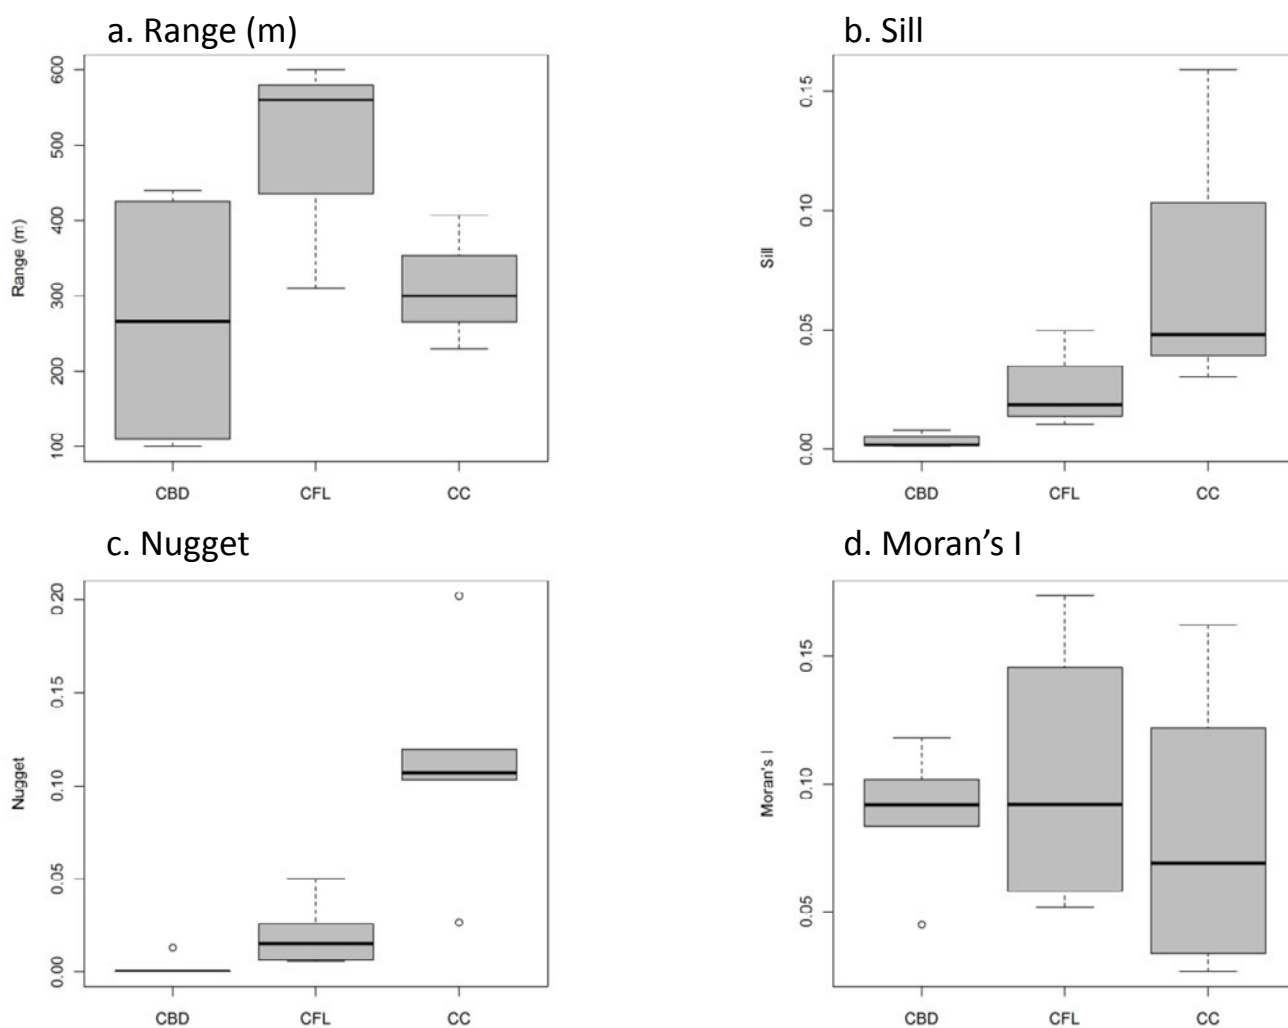 a. Range (m)
Range (m)
600
500
400
300
200
100
CBD CFL CC
b. Sill
Sill
0.15
0.10
0.05
0.00
CBD CFL CC
c. Nugget
Nugget
0.20
0.15
0.10
0.05
0.00
CBD CFL CC
d. Moran’s I
Moran's I
0.15
0.10
0.05
CBD CFL CC